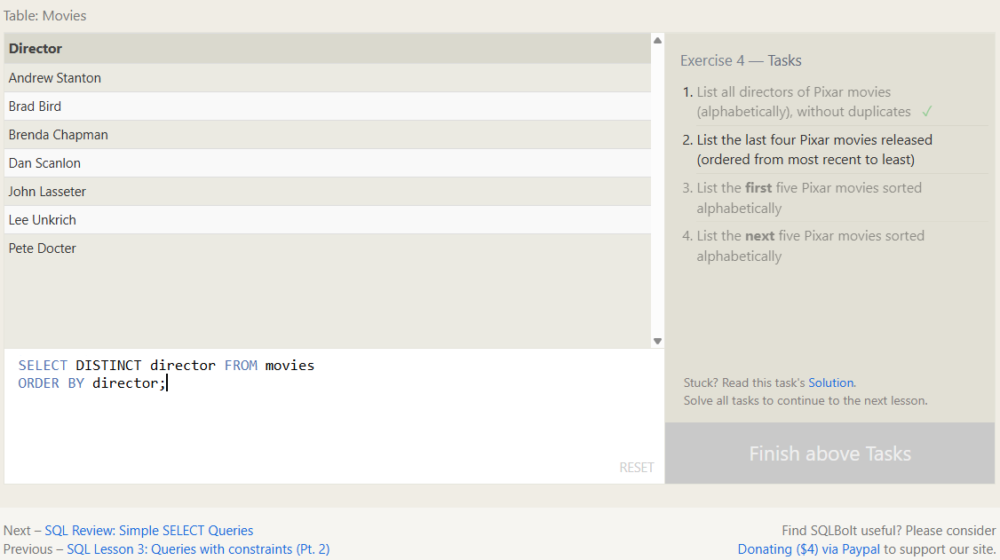 Table: Movies
Director
Andrew Stanton
Brad Bird
Brenda Chapman
Dan Scanlon
John Lasseter
Lee Unkrich
Pete Docter
SELECT DISTINCT director FROM movies
ORDER BY director;
RESET
Exercise 4 — Tasks
1. List all directors of Pixar movies
(alphabetically), without duplicates ✓
2. List the last four Pixar movies released
(ordered from most recent to least)
3. List the first five Pixar movies sorted
alphabetically
4. List the next five Pixar movies sorted
alphabetically
Stuck? Read this task's Solution.
Solve all tasks to continue to the next lesson.
Finish above Tasks
Next – SQL Review: Simple SELECT Queries
Previous – SQL Lesson 3: Queries with constraints (Pt. 2)
Find SQLBolt useful? Please consider
Donating ($4) via Paypal to support our site.